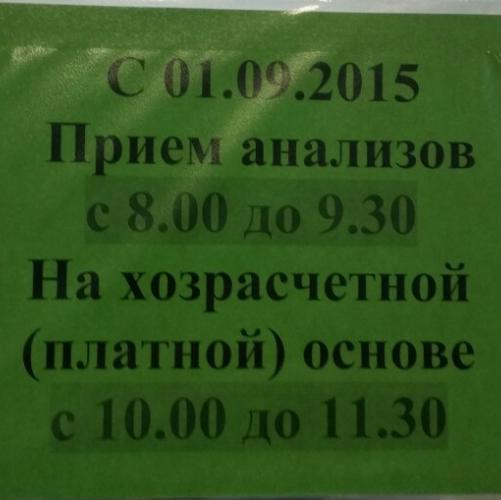 С 01.09.2015
Прием анализов
с 8.00 до 9.30
На хозрасчетной
(платной) основе
с 10.00 до 11.30